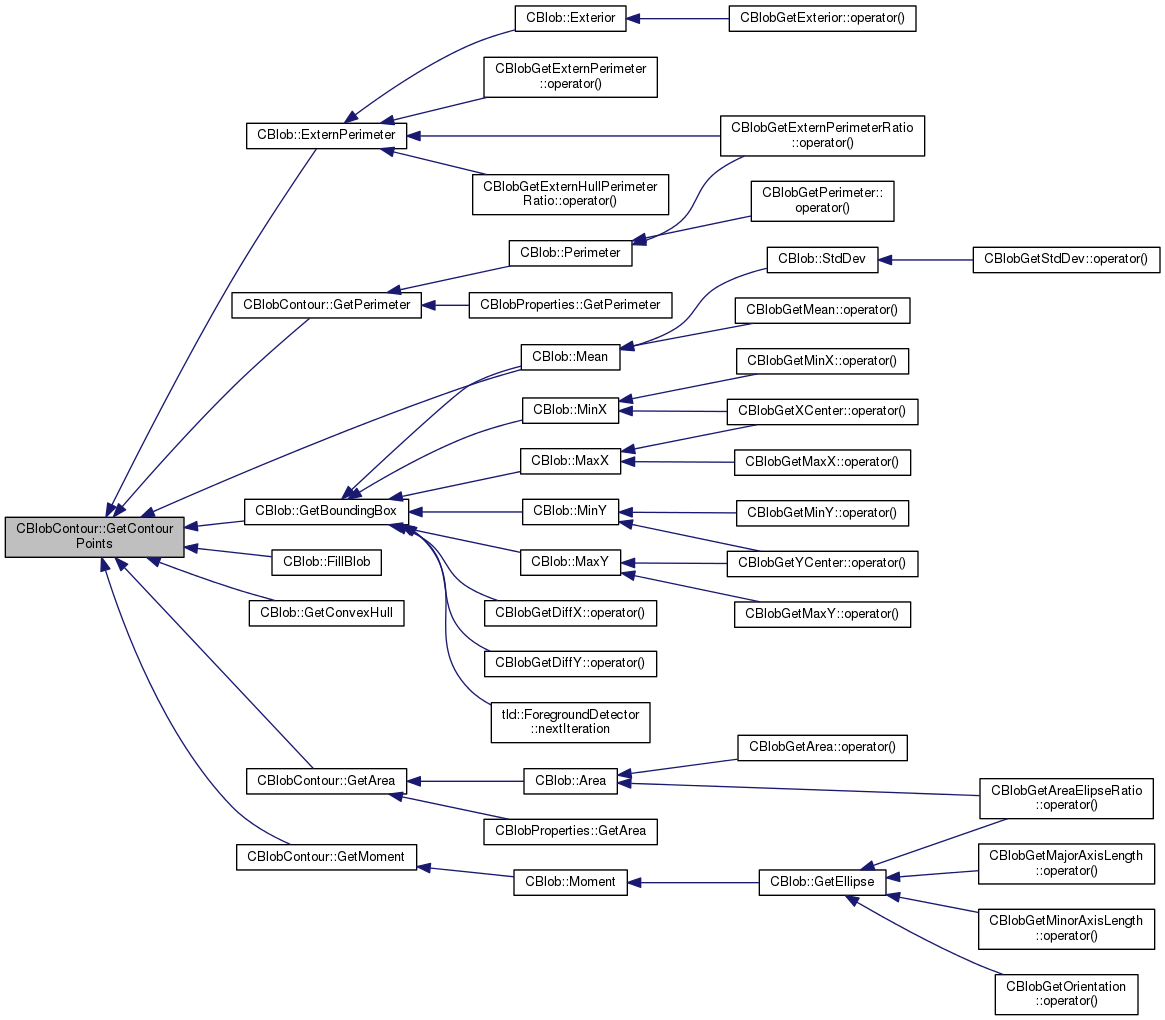 CBlob::Exterior
CBlobGetExterior::operator()
CBlobGetExternPerimeter
::operator()
CBlob::ExternPerimeter
CBlobGetExternPerimeterRatio
::operator()
CBlobGetExternHullPerimeter
Ratio::operator()
CBlobGetPerimeter::
operator()
CBlob::Perimeter
CBlob::StdDev
CBlobGetStdDev::operator()
CBlobContour::GetPerimeter
CBlobProperties::GetPerimeter
CBlobGetMean::operator()
CBlob::Mean
CBlobGetMinX::operator()
CBlob::MinX
CBlobGetXCenter::operator()
CBlob::MaxX
CBlobGetMaxX::operator()
CBlob::GetBoundingBox
CBlob::MinY
CBlobGetMinY::operator()
CBlobContour::GetContour
Points
CBlob::FillBlob
CBlob::MaxY
CBlobGetYCenter::operator()
CBlob::GetConvexHull
CBlobGetDiffX::operator()
CBlobGetMaxY::operator()
CBlobGetDiffY::operator()
tld::ForegroundDetector
::nextIteration
CBlobGetArea::operator()
CBlobContour::GetArea
CBlob::Area
CBlobGetAreaElipseRatio
::operator()
CBlobProperties::GetArea
CBlobContour::GetMoment
CBlobGetMajorAxisLength
::operator()
CBlob::Moment
CBlob::GetEllipse
CBlobGetMinorAxisLength
::operator()
CBlobGetOrientation
::operator()